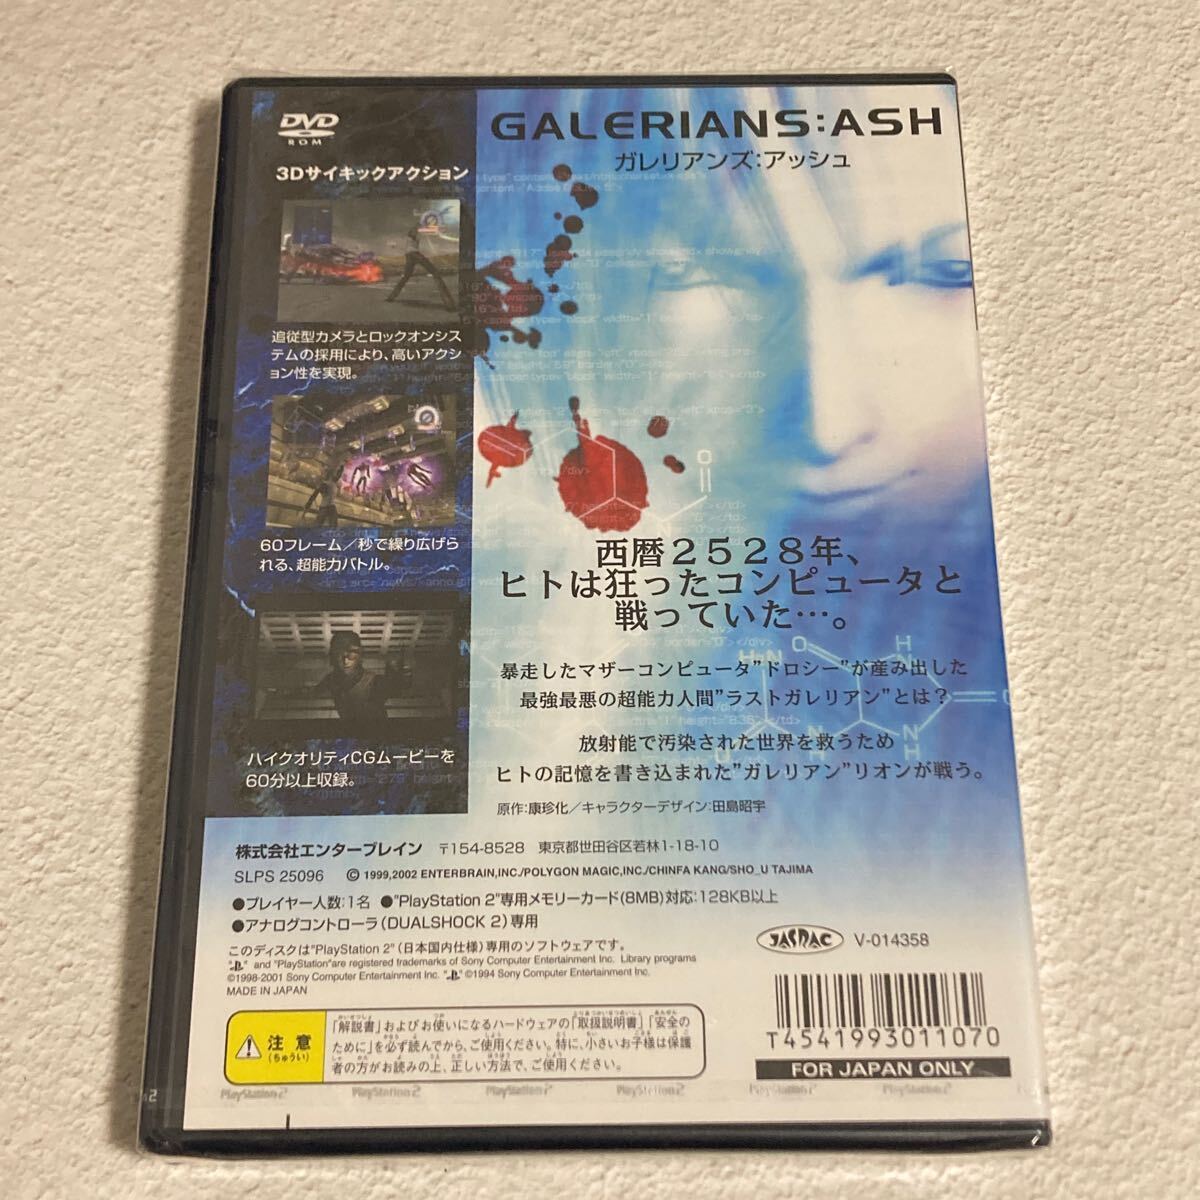 DVD
ROM
GALERIANS:ASH
ガレリアンズ:アッシュ
3Dサイキックアクション
追従型カメラとロックオンシス
テムの採用により、高いアクシ
ョン性を実現。
60フレーム／秒で繰り広げら
れる、超能力バトル。
ハイクオリティCGムービーを
60分以上収録。
西暦２５２８年、
ヒトは狂ったコンピュータと
戦っていた…。
暴走したマザーコンピュータ"ドロシー"が産み出した
最強最悪の超能力人間"ラストガレリアン"とは？
放射能で汚染された世界を救うため
ヒトの記憶を書き込まれた"ガレリアン"リオンが戦う。
原作：康珍化／キャラクターデザイン：田島昭宇
株式会社エンターブレイン 〒154-8528 東京都世田谷区若林1-18-10
SLPS 25096 © 1999,2002 ENTERBRAIN,INC./POLYGON MAGIC,INC./CHINFA KANG/SHO_U TAJIMA
●プレイヤー人数：1名 ●"PlayStation 2"専用メモリーカード(8MB)対応：128KB以上
●アナログコントローラ（DUALSHOCK 2）専用
このディスクは"PlayStation 2"（日本国内仕様）専用のソフトウェアです。
" " and "PlayStation"are registered trademarks of Sony Computer Entertainment Inc. Library programs
©1998-2001 Sony Computer Entertainment Inc. " " ©1994 Sony Computer Entertainment Inc.
MADE IN JAPAN
JASRAC V-014358
注意
(ちゅうい)
「解説書」およびお使いになるハードウェアの「取扱説明書」「安全の
ために」を必ず読んでから、ご使用ください。特に、小さいお子様は保護
者の方がお読みの上、正しい方法で、ご使用ください。
T4541993011070
FOR JAPAN ONLY
PlayStation2 PlayStation2 PlayStation2 PlayStation2 PlayStation2